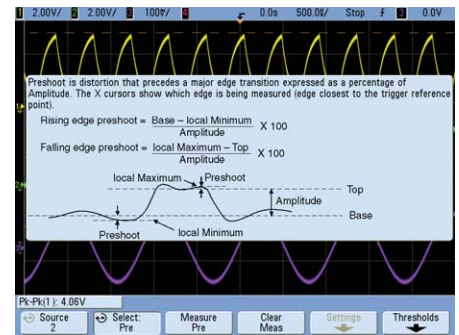 1 2.00V/ 2 2.00V/ 3 100▽/ 4 0.0s 500.0▽/ Stop 3 0.0V
Preshoot is distortion that precedes a major edge transition expressed as a percentage of
Amplitude. The X cursors show which edge is being measured (edge closest to the trigger reference
point).
Rising edge preshoot = Base – local Minimum
Amplitude X 100
Falling edge preshoot = local Maximum – Top
Amplitude X 100
local Maximum Preshoot
Top
Amplitude
Base
Preshoot local Minimum
Pk-Pk(1): 4.06V
Source Select: Measure Clear Settings Thresholds
2 Pre Pre Meas